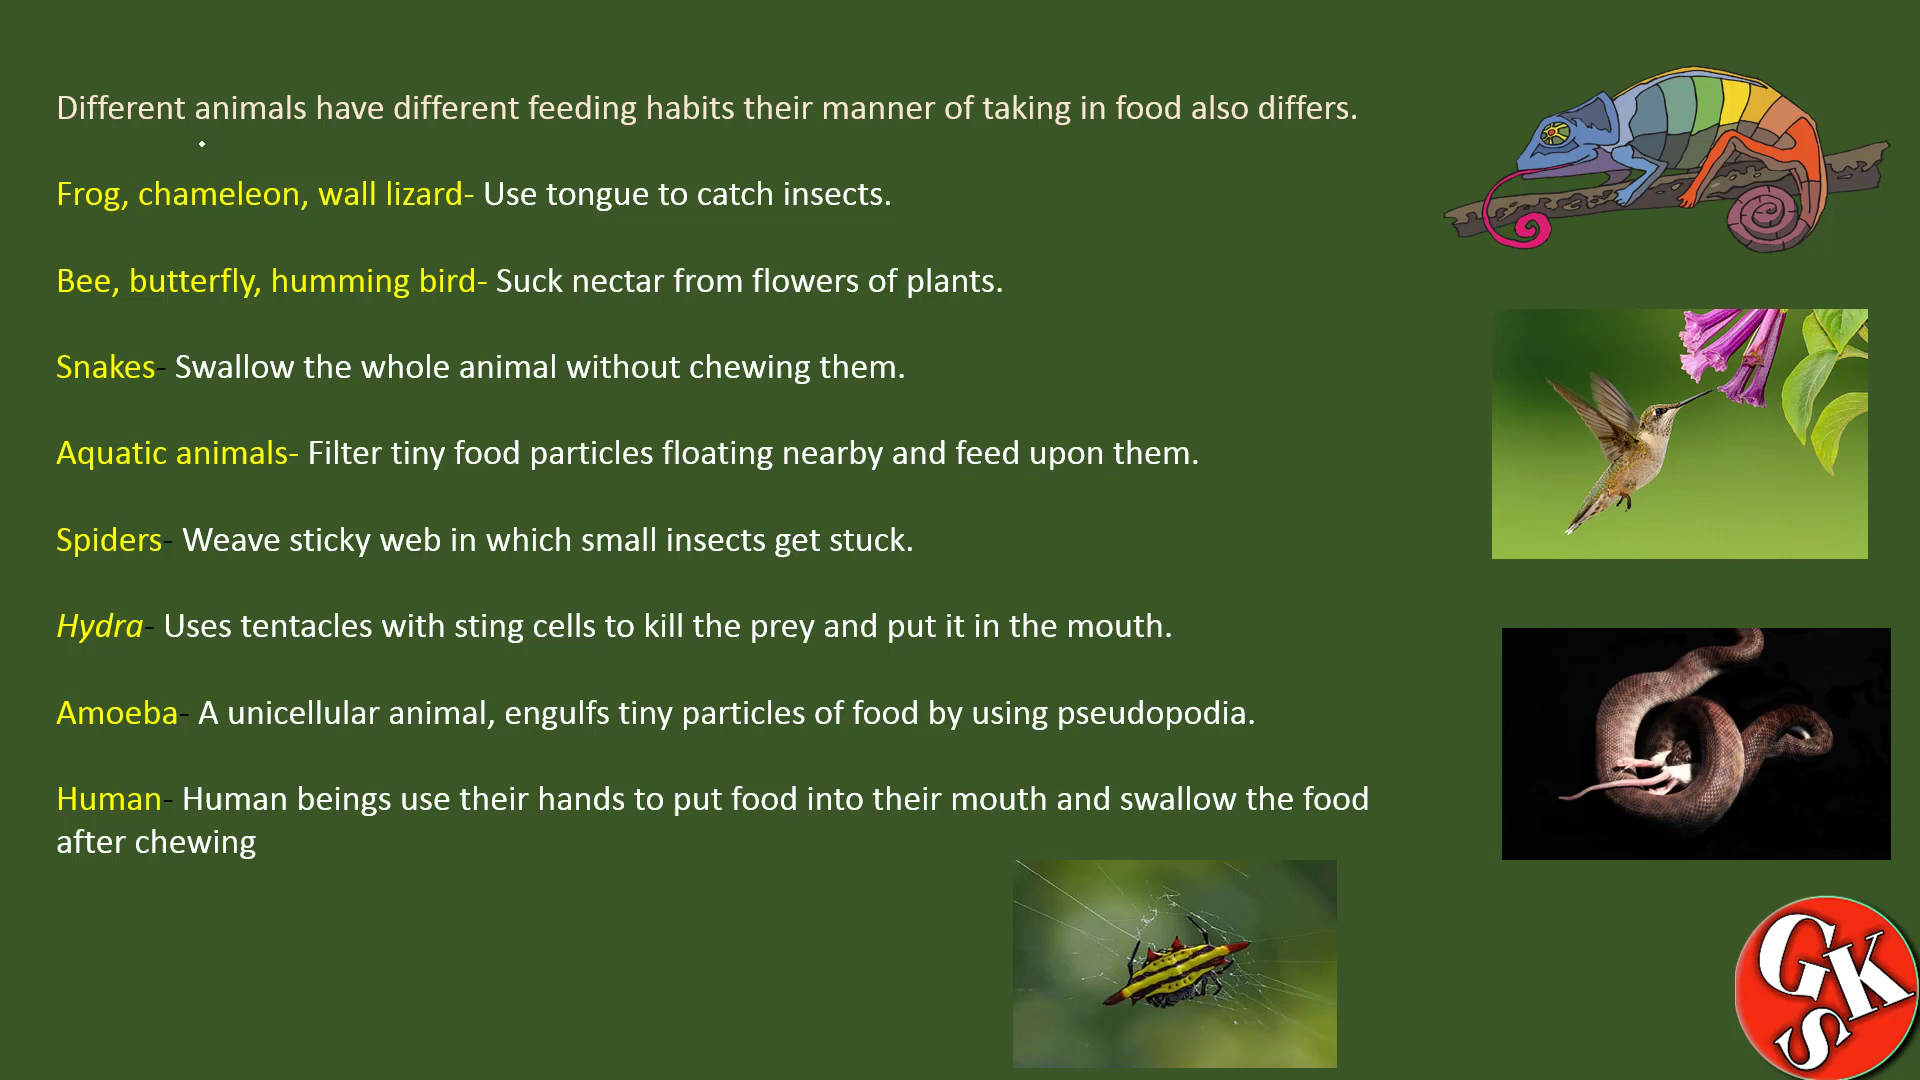 Different animals have different feeding habits their manner of taking in food also differs.
Frog, chameleon, wall lizard- Use tongue to catch insects.
Bee, butterfly, humming bird- Suck nectar from flowers of plants.
Snakes- Swallow the whole animal without chewing them.
Aquatic animals- Filter tiny food particles floating nearby and feed upon them.
Spiders- Weave sticky web in which small insects get stuck.
Hydra- Uses tentacles with sting cells to kill the prey and put it in the mouth.
Amoeba- A unicellular animal, engulfs tiny particles of food by using pseudopodia.
Human- Human beings use their hands to put food into their mouth and swallow the food
after chewing
GKS